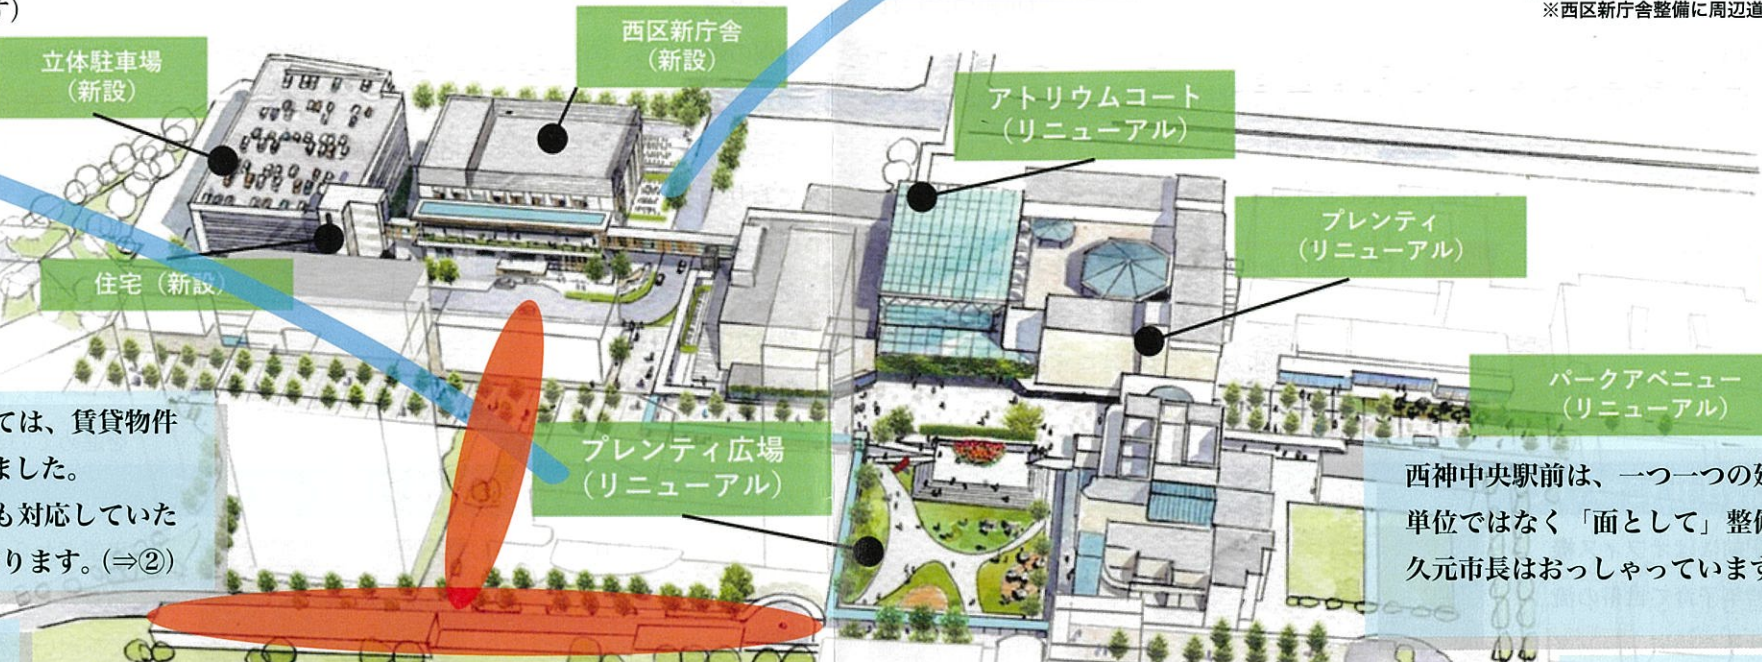 ※西区新庁舎整備に周辺道
立体駐車場
（新設）
西区新庁舎
（新設）
アトリウムコート
（リニューアル）
プレンティ
（リニューアル）
住宅（新設）
パークアベニュー
（リニューアル）
プレンティ広場
（リニューアル）
ては、賃貸物件
ました。
も対応していた
ります。（⇒②）
西神中央駅前は、一つ一つの
単位ではなく「面として」整
久元市長はおっしゃっています